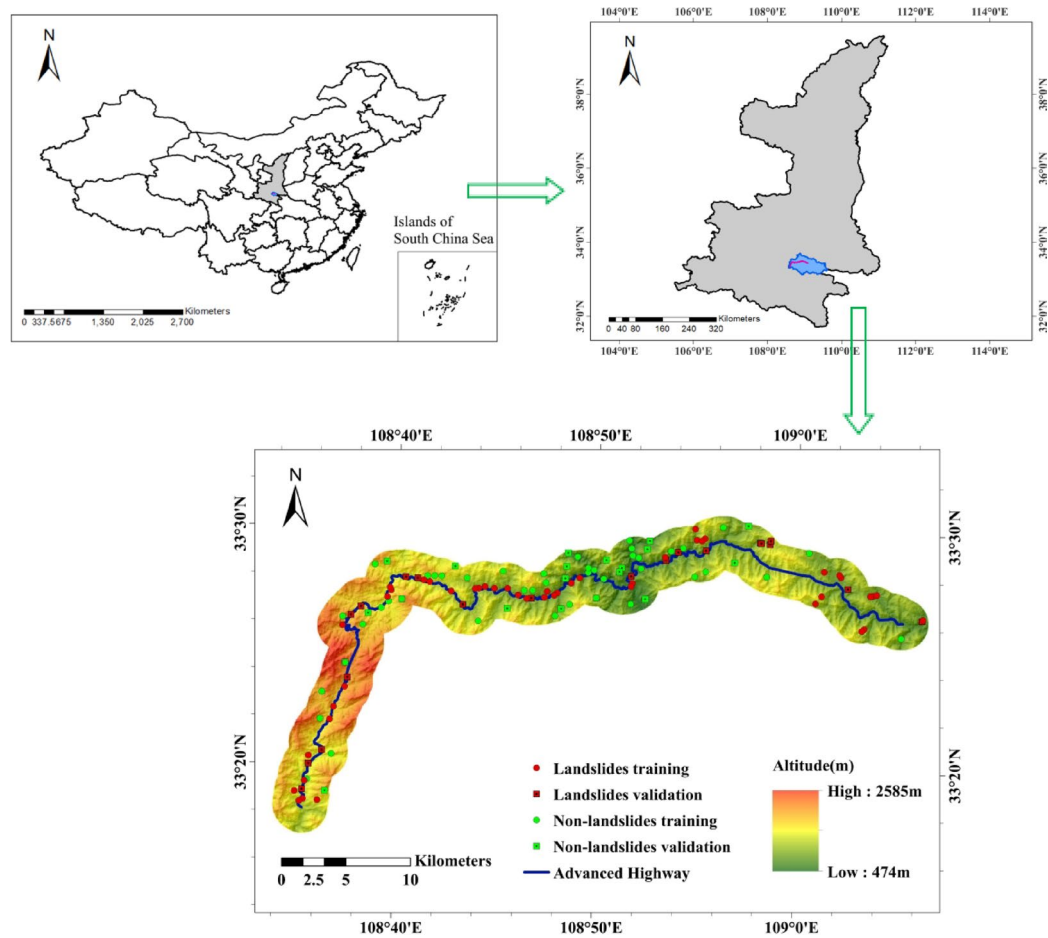 N
Islands of
South China Sea
Kilometers
0 337.5675 1,350 2,025 2,700
104°0'E 106°0'E 108°0'E 110°0'E 112°0'E 114°0'E
N
38°0'N
36°0'N
34°0'N
32°0'N
38°0'N
36°0'N
34°0'N
32°0'N
Kilometers
0 40 80 160 240 320
104°0'E 106°0'E 108°0'E 110°0'E 112°0'E 114°0'E
108°40'E 108°50'E 109°0'E
N
33°30'N
33°20'N
33°30'N
33°20'N
Landslides training
Landslides validation
Non-landslides training
Non-landslides validation
Advanced Highway
Altitude(m)
High : 2585m
Low : 474m
Kilometers
0 2.5 5 10
108°40'E 108°50'E 109°0'E